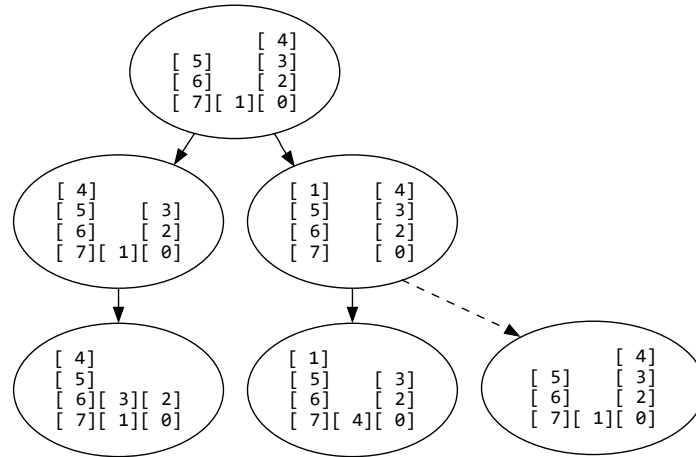 [ 4]
[ 5] [ 3]
[ 6] [ 2]
[ 7][ 1][ 0]
[ 4]
[ 5] [ 3]
[ 6] [ 2]
[ 7][ 1][ 0]
[ 1] [ 4]
[ 5] [ 3]
[ 6] [ 2]
[ 7] [ 0]
[ 4]
[ 5]
[ 6][ 3][ 2]
[ 7][ 1][ 0]
[ 1]
[ 5] [ 3]
[ 6] [ 2]
[ 7][ 4][ 0]
[ 4]
[ 5] [ 3]
[ 6] [ 2]
[ 7][ 1][ 0]